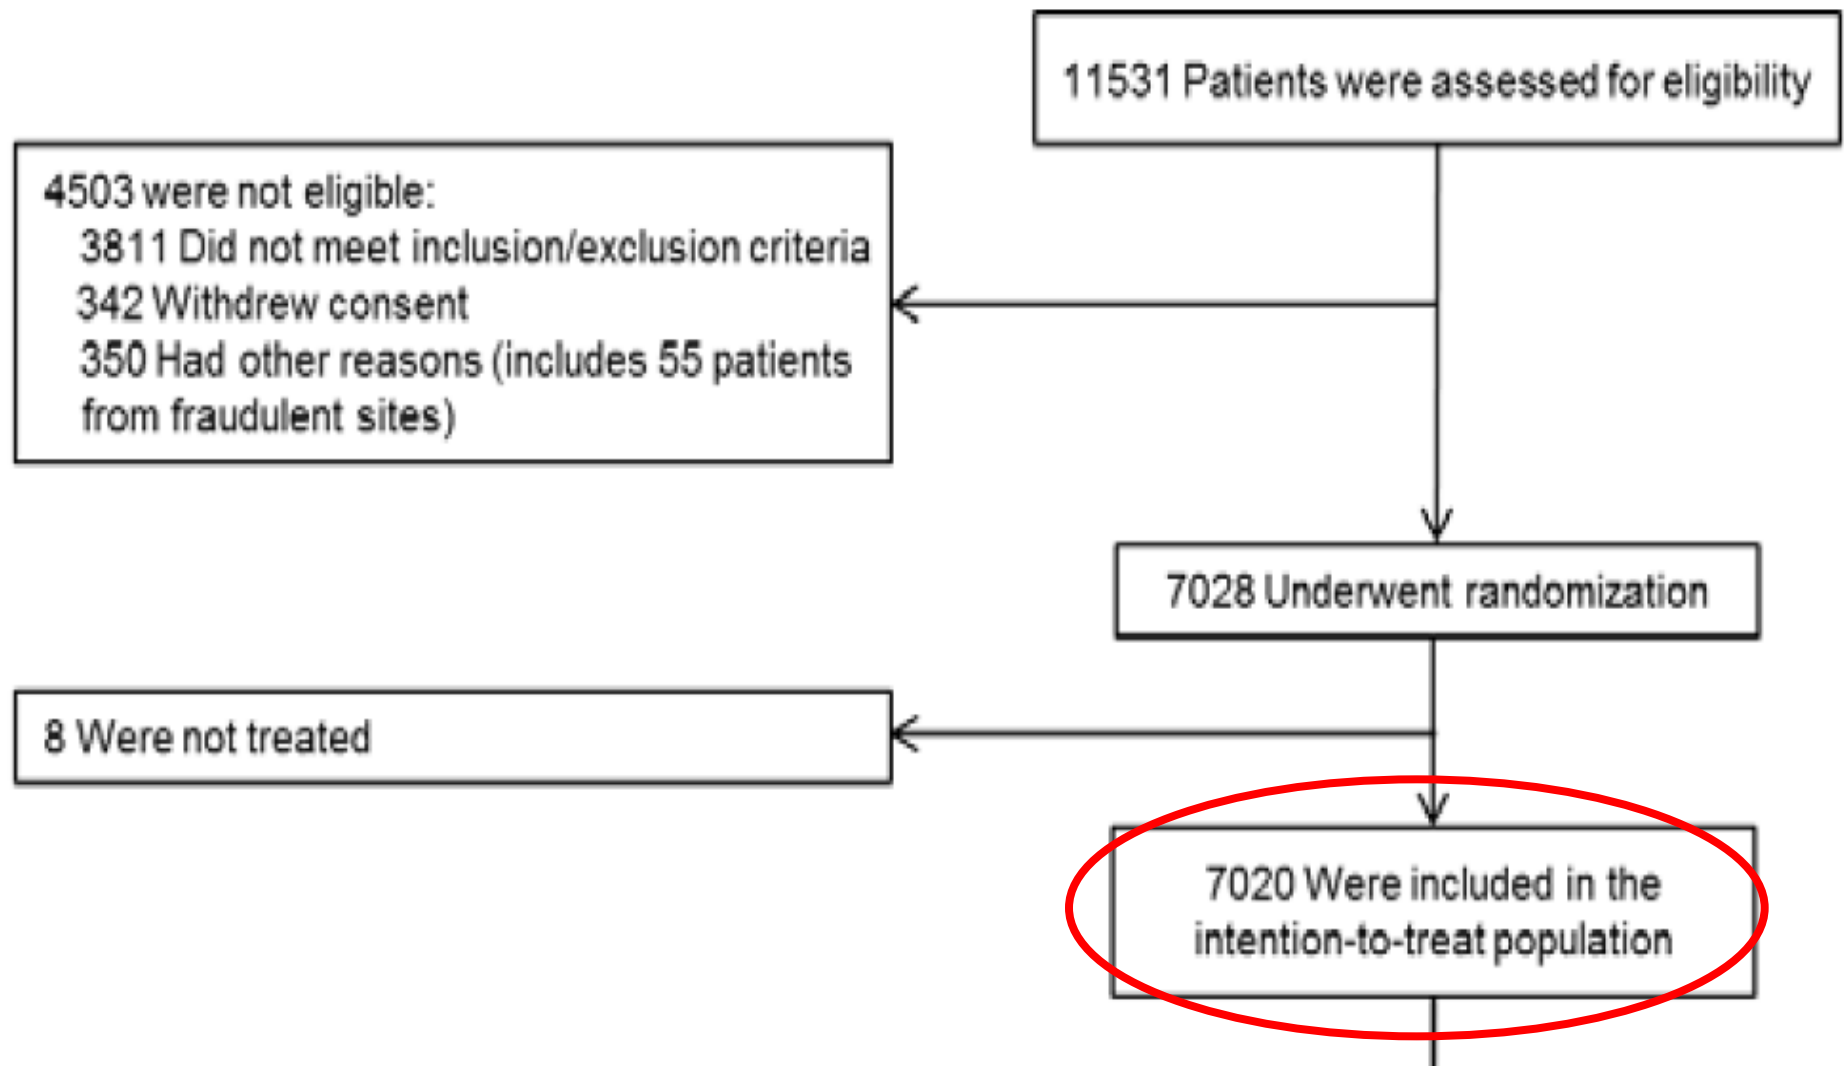 11531 Patients were assessed for eligibility
4503 were not eligible:
3811 Did not meet inclusion/exclusion criteria
342 Withdrew consent
350 Had other reasons (includes 55 patients
from fraudulent sites)
7028 Underwent randomization
8 Were not treated
7020 Were included in the
intention-to-treat population